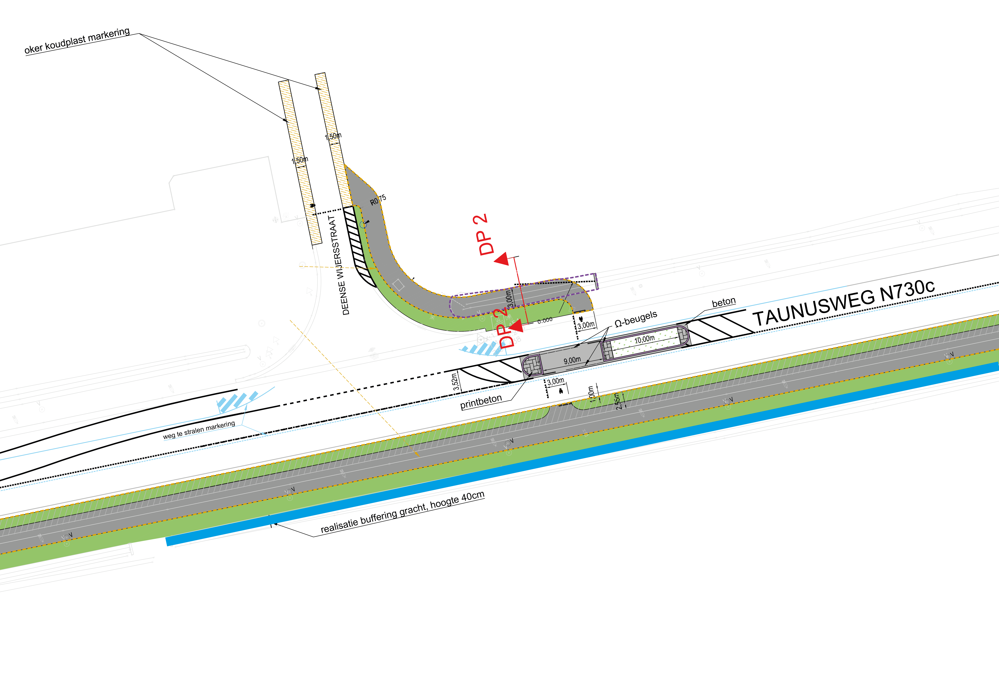 oker koudplast markering
1,50m
1,50m
R0.75
DEENSE WIJERSSTRAAT
DP 2
3,00m
DP 2
0.000
3,00m
Ω-beugels
beton
TAUNUSWEG N730c
10,00m
9,00m
3,52m
3,00m
1,00m
2,55m
printbeton
weg te stralen markering
realisatie buffering gracht, hoogte 40cm
V
V
V
V
V
V
V
V
V
V
V
V